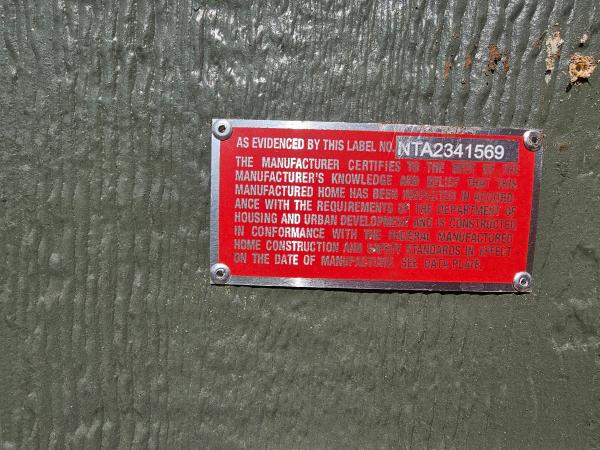 AS EVIDENCED BY THIS LABEL NO. NTA2341569
THE MANUFACTURER CERTIFIES TO THE BEST OF THE
MANUFACTURER'S KNOWLEDGE AND BELIEF THAT THIS
MANUFACTURED HOME HAS BEEN INSPECTED IN ACCORD-
ANCE WITH THE REQUIREMENTS OF THE DEPARTMENT OF
HOUSING AND URBAN DEVELOPMENT AND IS CONSTRUCTED
IN CONFORMANCE WITH THE FEDERAL MANUFACTURED
HOME CONSTRUCTION AND SAFETY STANDARDS IN EFFECT
ON THE DATE OF MANUFACTURE. SEE DATA PLATE.